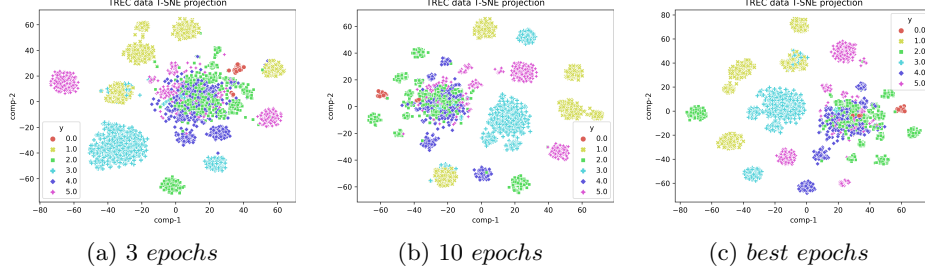 TREC data T-SNE projection
60
40
20
0
−20
−40
−60
comp-2
y
0.0
1.0
2.0
3.0
4.0
5.0
−80 −60 −40 −20 0 20 40 60
comp-1
(a) 3 epochs
TREC data T-SNE projection
60
40
20
0
−20
−40
−60
comp-2
y
0.0
1.0
2.0
3.0
4.0
5.0
−60 −40 −20 0 20 40 60
comp-1
(b) 10 epochs
TREC data T-SNE projection
80
60
40
20
0
−20
−40
−60
−80
comp-2
y
0.0
1.0
2.0
3.0
4.0
5.0
−80 −60 −40 −20 0 20 40 60
comp-1
(c) best epochs